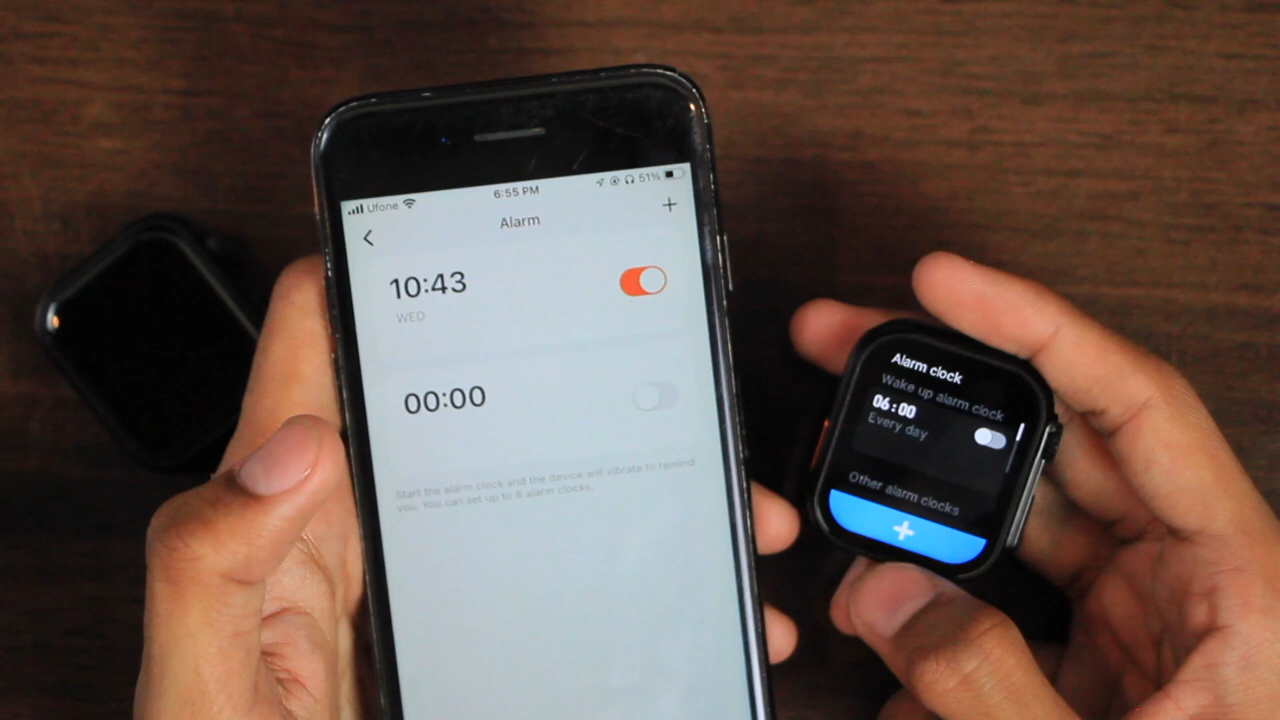 Ufone
6:55 PM
51%
Alarm
+
10:43
WED
00:00
Start the alarm clock and the device will vibrate to remind
you. You can set up to 8 alarm clocks.
Alarm clock
Wake up alarm clock
06:00
Every day
Other alarm clocks
+